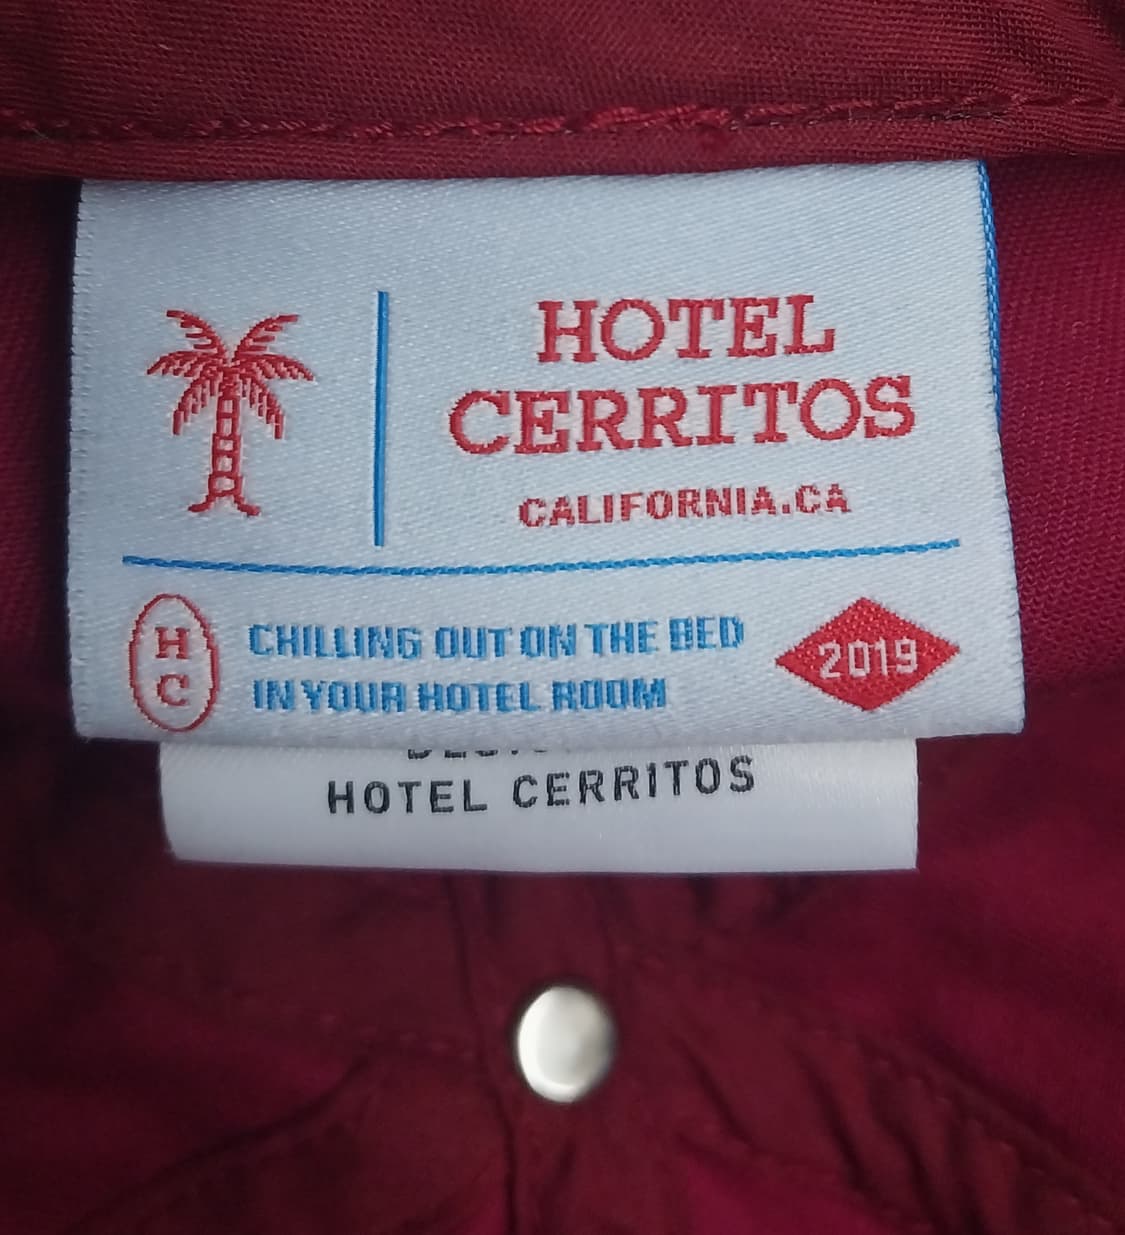 HOTEL
CERRITOS
CALIFORNIA.CA
H
C
CHILLING OUT ON THE BED
IN YOUR HOTEL ROOM
2019
HOTEL CERRITOS